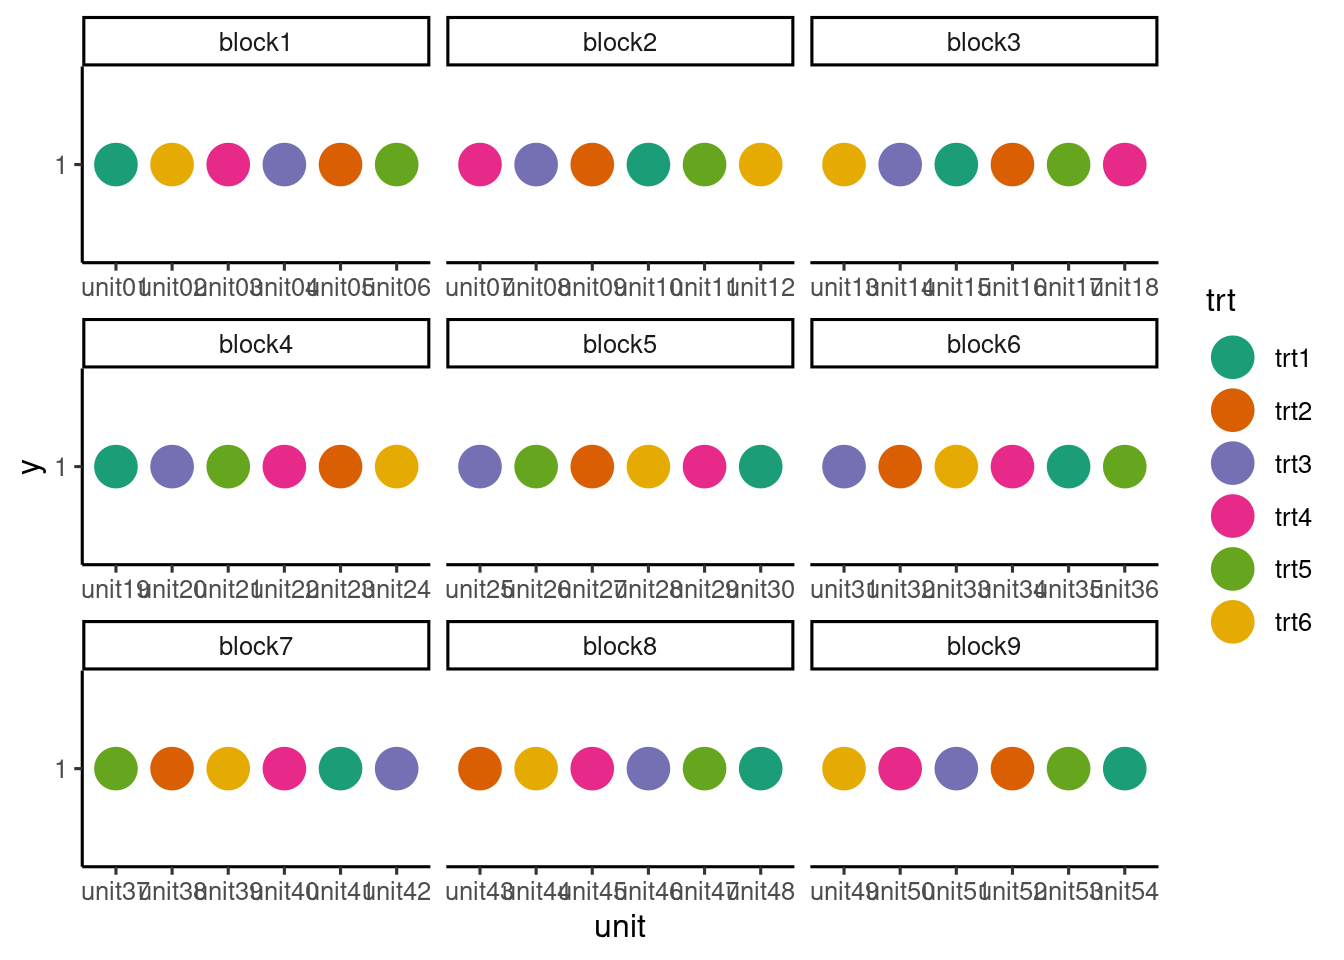 block1 block2 block3
1
unit01 unit02 unit03 unit04 unit05 unit06 unit07 unit08 unit09 unit10 unit11 unit12 unit13 unit14 unit15 unit16 unit17 unit18
block4 block5 block6
1
unit19 unit20 unit21 unit22 unit23 unit24 unit25 unit26 unit27 unit28 unit29 unit30 unit31 unit32 unit33 unit34 unit35 unit36
block7 block8 block9
1
unit37 unit38 unit39 unit40 unit41 unit42 unit43 unit44 unit45 unit46 unit47 unit48 unit49 unit50 unit51 unit52 unit53 unit54
unit
y
trt
trt1
trt2
trt3
trt4
trt5
trt6